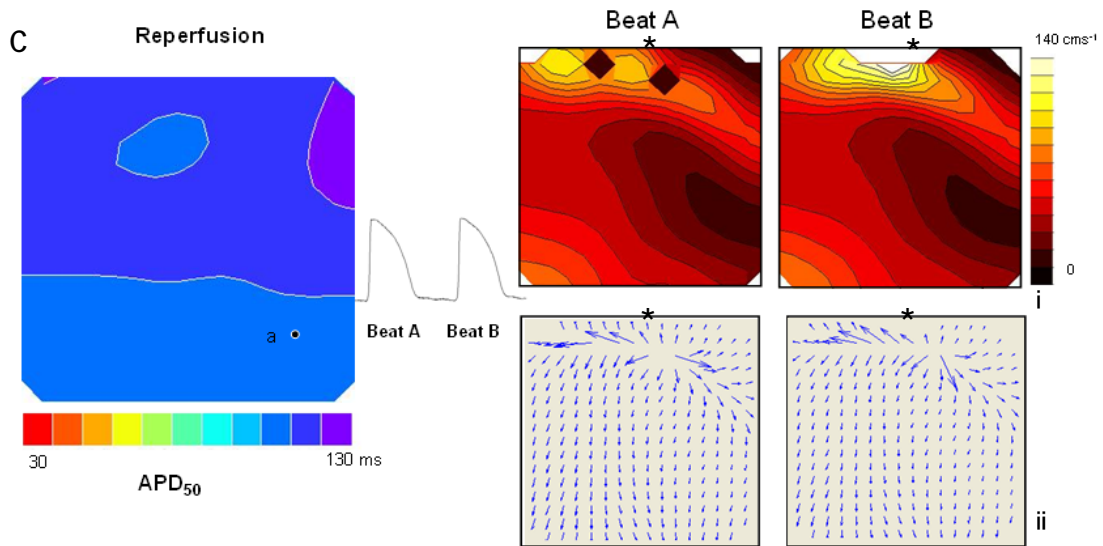 C
Reperfusion
Beat A
Beat B
*
*
140 cms⁻¹
0
i
a
Beat A
Beat B
*
*
30
130 ms
APD₅₀
ii